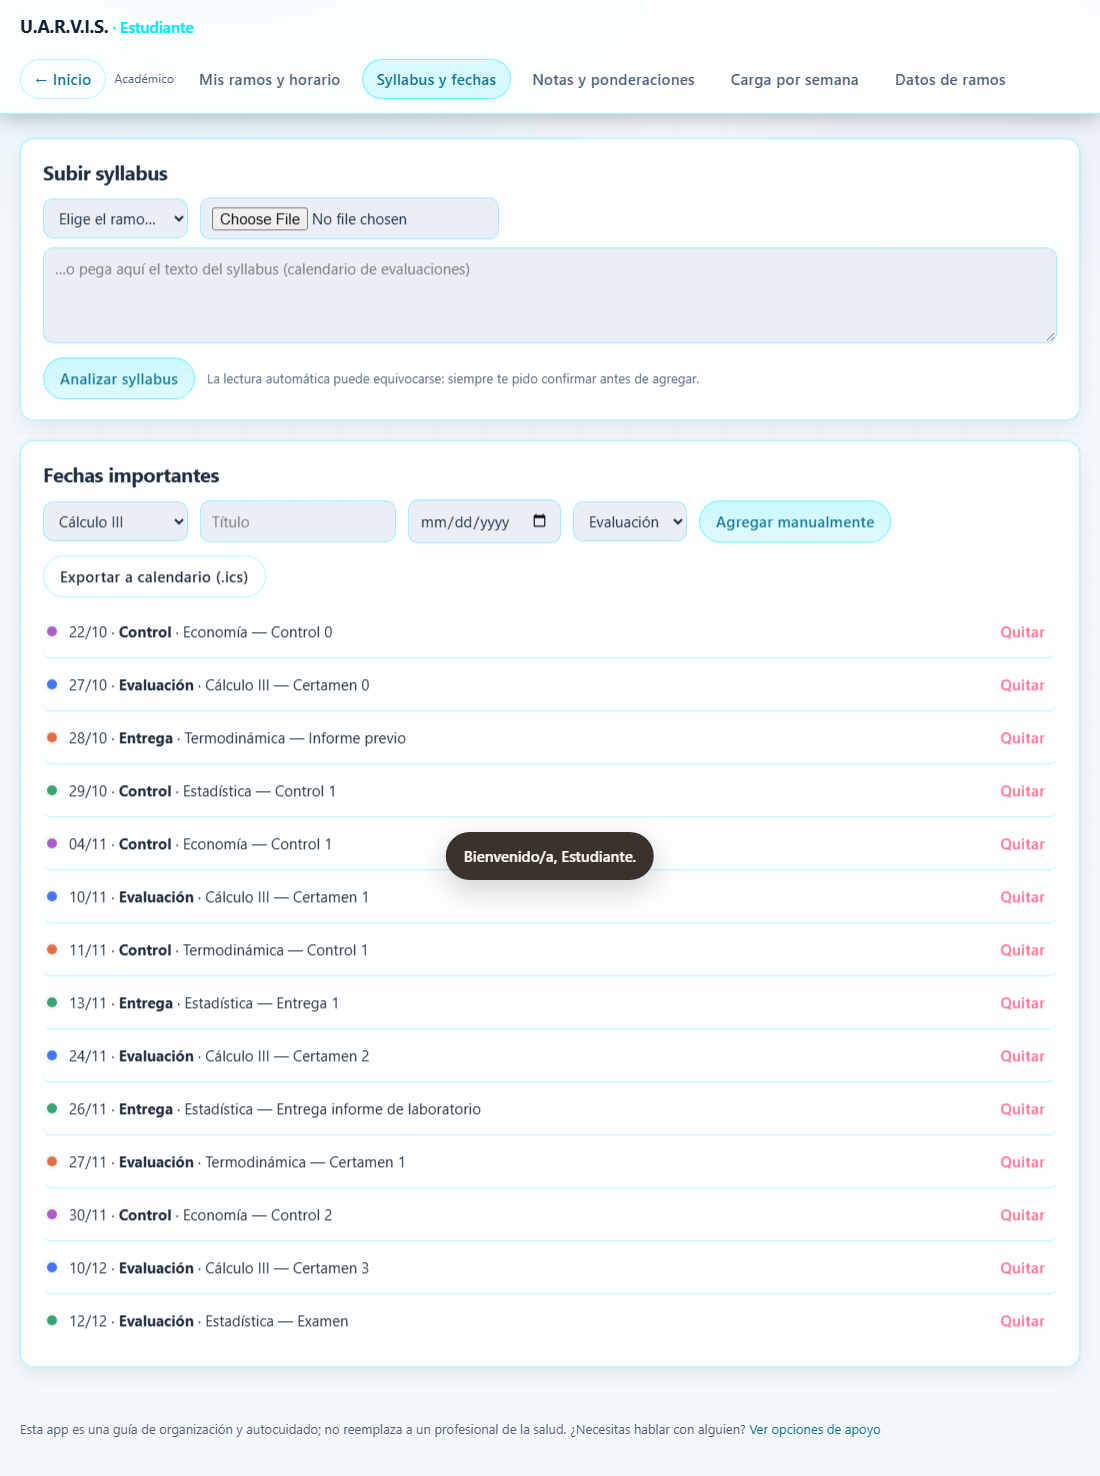 U.A.R.V.I.S. · Estudiante
← Inicio Académico Mis ramos y horario Syllabus y fechas Notas y ponderaciones Carga por semana Datos de ramos
Subir syllabus
Elige el ramo... Choose File No file chosen
...o pega aquí el texto del syllabus (calendario de evaluaciones)
Analizar syllabus La lectura automática puede equivocarse: siempre te pido confirmar antes de agregar.
Fechas importantes
Cálculo III Título mm/dd/yyyy Evaluación Agregar manualmente
Exportar a calendario (.ics)
22/10 · Control · Economía — Control 0 Quitar
27/10 · Evaluación · Cálculo III — Certamen 0 Quitar
28/10 · Entrega · Termodinámica — Informe previo Quitar
29/10 · Control · Estadística — Control 1 Quitar
04/11 · Control · Economía — Control 1 Quitar
Bienvenido/a, Estudiante.
10/11 · Evaluación · Cálculo III — Certamen 1 Quitar
11/11 · Control · Termodinámica — Control 1 Quitar
13/11 · Entrega · Estadística — Entrega 1 Quitar
24/11 · Evaluación · Cálculo III — Certamen 2 Quitar
26/11 · Entrega · Estadística — Entrega informe de laboratorio Quitar
27/11 · Evaluación · Termodinámica — Certamen 1 Quitar
30/11 · Control · Economía — Control 2 Quitar
10/12 · Evaluación · Cálculo III — Certamen 3 Quitar
12/12 · Evaluación · Estadística — Examen Quitar
Esta app es una guía de organización y autocuidado; no reemplaza a un profesional de la salud. ¿Necesitas hablar con alguien? Ver opciones de apoyo